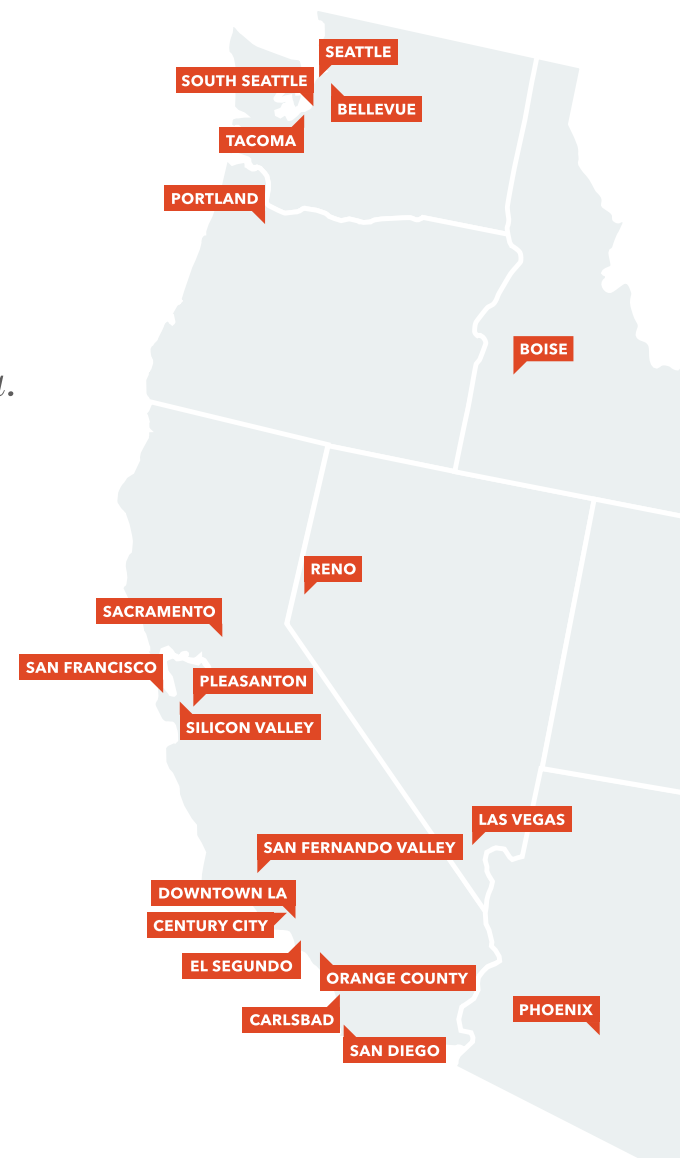 SEATTLE
SOUTH SEATTLE
BELLEVUE
TACOMA
PORTLAND
BOISE
RENO
SACRAMENTO
SAN FRANCISCO
PLEASANTON
SILICON VALLEY
LAS VEGAS
SAN FERNANDO VALLEY
DOWNTOWN LA
CENTURY CITY
EL SEGUNDO
ORANGE COUNTY
PHOENIX
CARLSBAD
SAN DIEGO